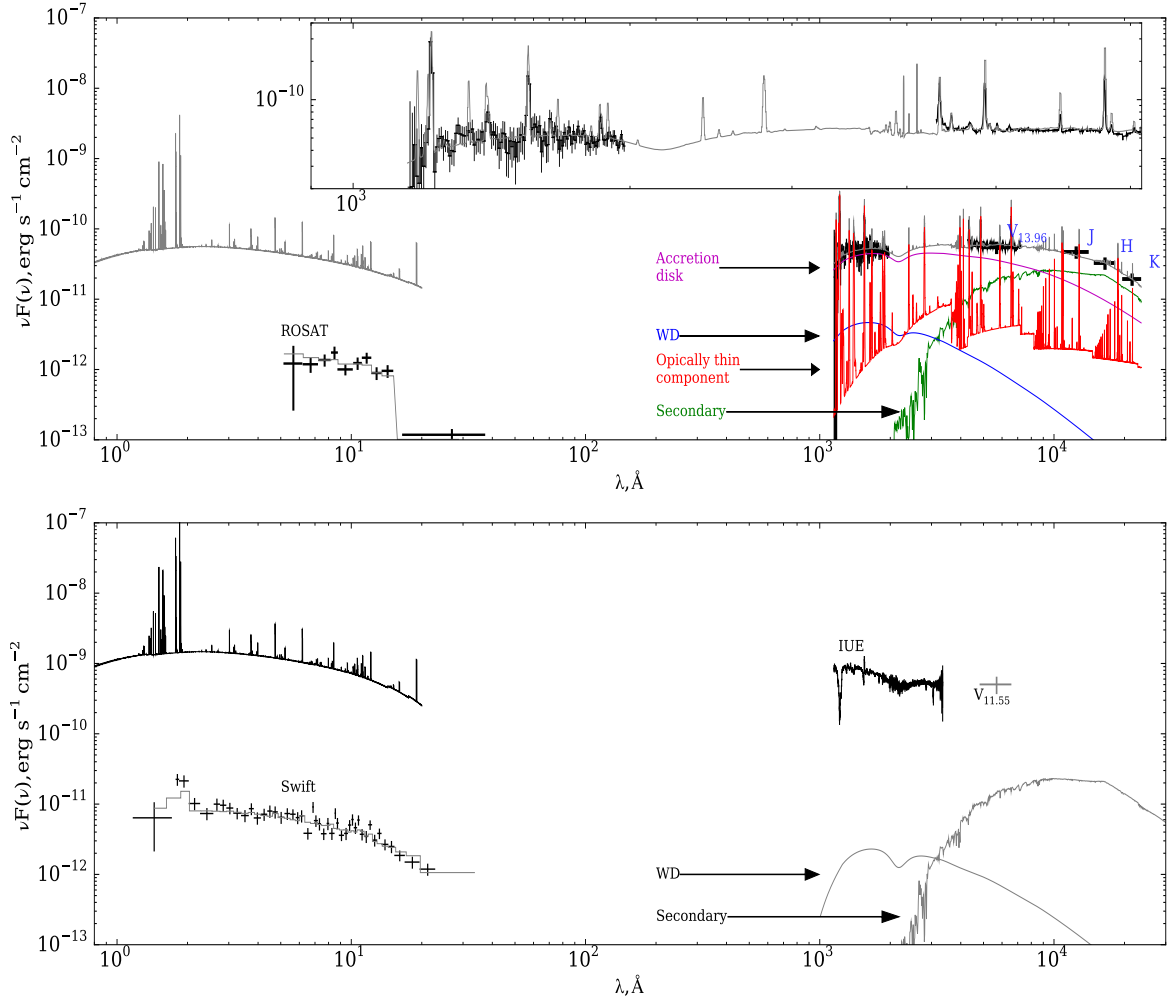 10⁻⁷
10⁻⁸
10⁻⁹
10⁻¹⁰
10⁻¹¹
10⁻¹²
10⁻¹³
νF(ν), erg s⁻¹ cm⁻²
10⁻¹⁰
10³
ROSAT
Accretion
disk
WD
Opically thin
component
Secondary
V₁₃.₉₆
J
H
K
10⁰
10¹
10²
10³
10⁴
λ, Å
10⁻⁷
10⁻⁸
10⁻⁹
10⁻¹⁰
10⁻¹¹
10⁻¹²
10⁻¹³
νF(ν), erg s⁻¹ cm⁻²
IUE
V₁₁.₅₅
Swift
WD
Secondary
10⁰
10¹
10²
10³
10⁴
λ, Å